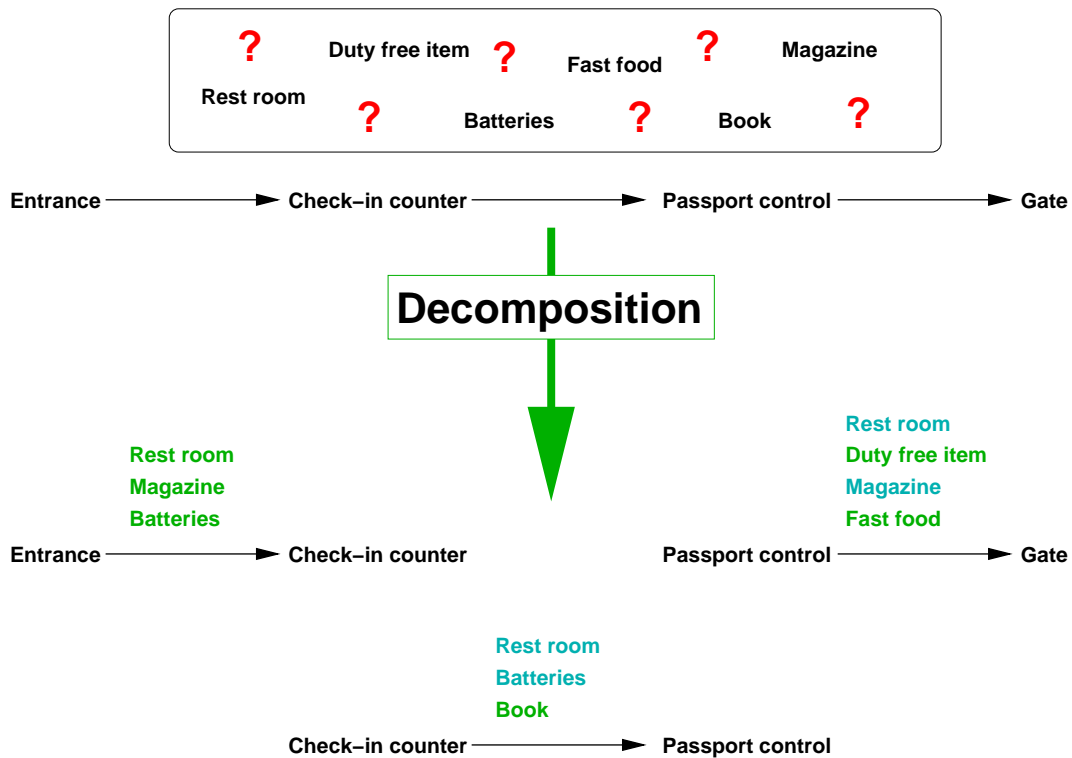 ? Duty free item ? Fast food ? Magazine
Rest room ? Batteries ? Book ?
Entrance Check−in counter Passport control Gate
Decomposition
Rest room
Magazine
Batteries
Entrance Check−in counter
Rest room
Duty free item
Magazine
Fast food
Passport control Gate
Rest room
Batteries
Book
Check−in counter Passport control